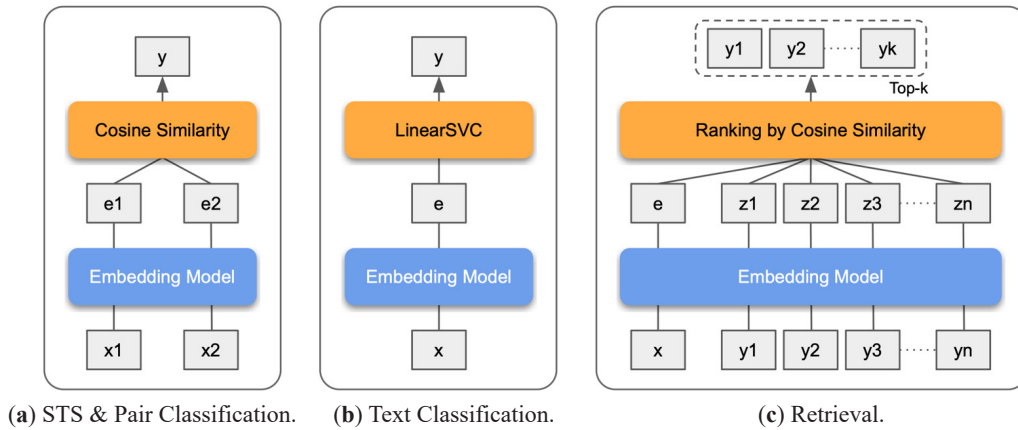 y
Cosine Similarity
e1 e2
Embedding Model
x1 x2
(a) STS & Pair Classification.
y
LinearSVC
e
Embedding Model
x
(b) Text Classification.
y1 y2 yk
Top-k
Ranking by Cosine Similarity
e z1 z2 z3 zn
Embedding Model
x y1 y2 y3 yn
(c) Retrieval.